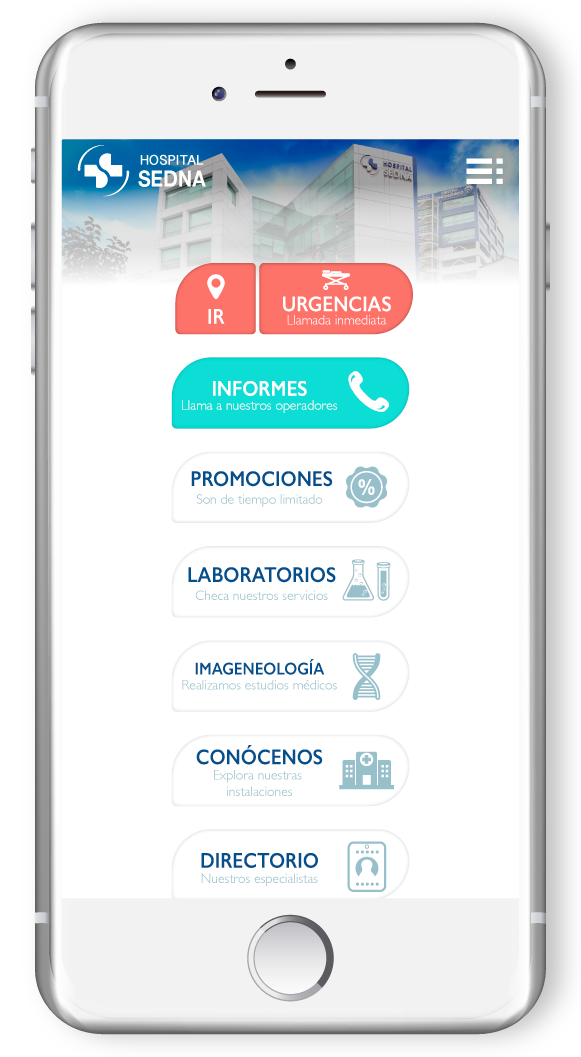 HOSPITAL
SEDNA
HOSPITAL
SEDNA
IR
URGENCIAS
Llamada inmediata
INFORMES
Llama a nuestros operadores
PROMOCIONES
Son de tiempo limitado
%
LABORATORIOS
Checa nuestros servicios
IMAGENEOLOGÍA
Realizamos estudios médicos
CONÓCENOS
Explora nuestras
instalaciones
DIRECTORIO
Nuestros especialistas